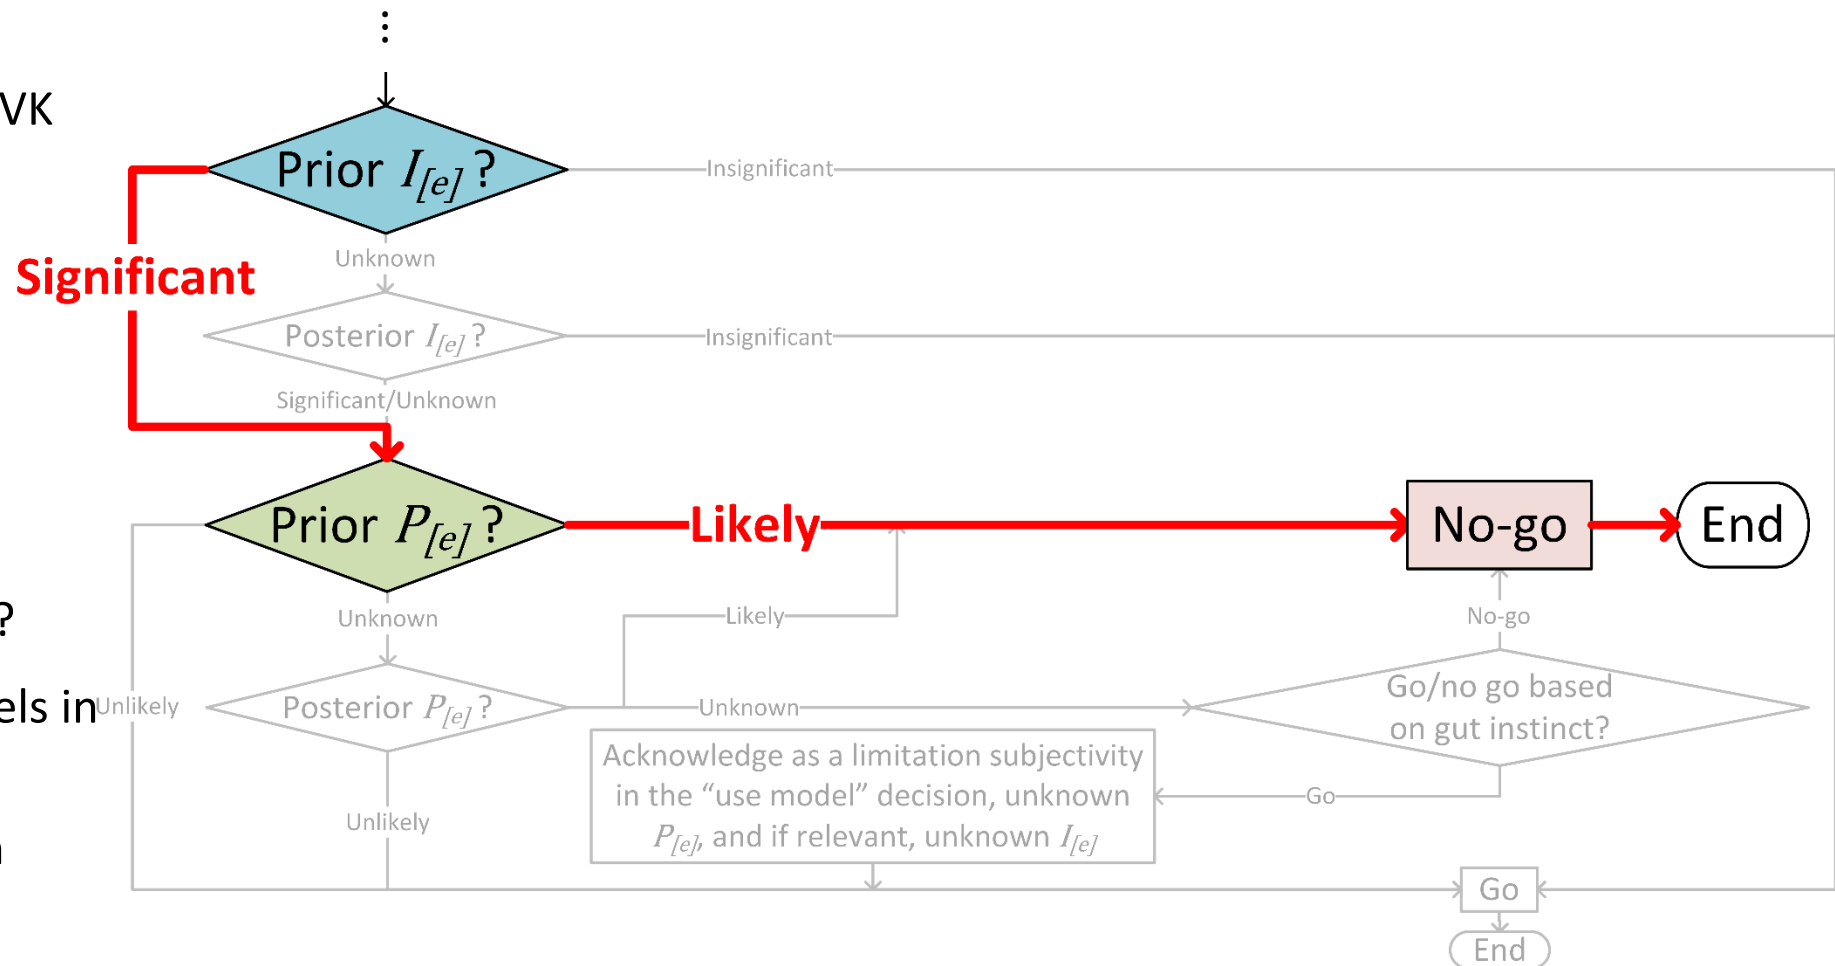 ⋮
VK
Prior I[e] ?
Insignificant
Significant
Unknown
Posterior I[e] ?
Insignificant
Significant/Unknown
Prior P[e] ?
Likely
No-go
End
?
Unknown
Likely
No-go
els in
Unlikely
Posterior P[e] ?
Unknown
Go/no go based
on gut instinct?
Acknowledge as a limitation subjectivity
in the “use model” decision, unknown
P[e], and if relevant, unknown I[e]
Go
Unlikely
Go
End